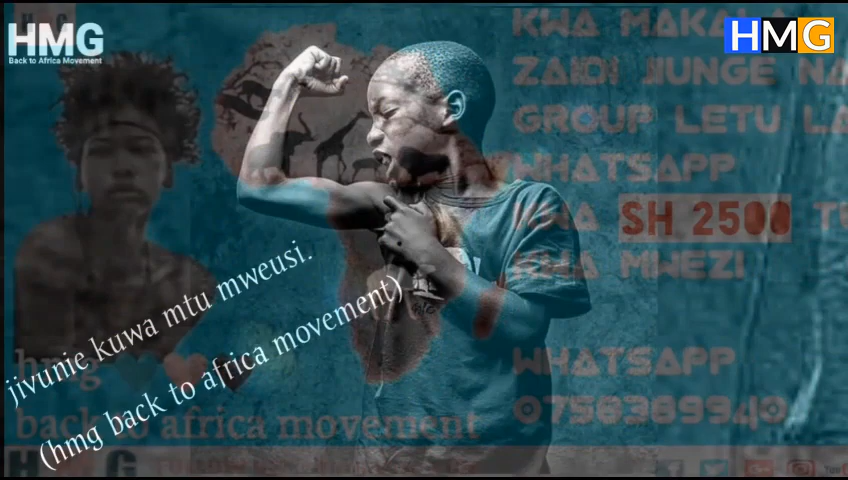 HMG
Back to Africa Movement
HMG
KWA MAKALA
ZAIDI JIUNGE NA
GROUP LETU LA
WHATSAPP
KWA SH 2500
KWA MWEZI
WHATSAPP
0756389940
jivunie kuwa mtu mweusi.
(hmg back to africa movement)
hmg
back to africa movement
H G